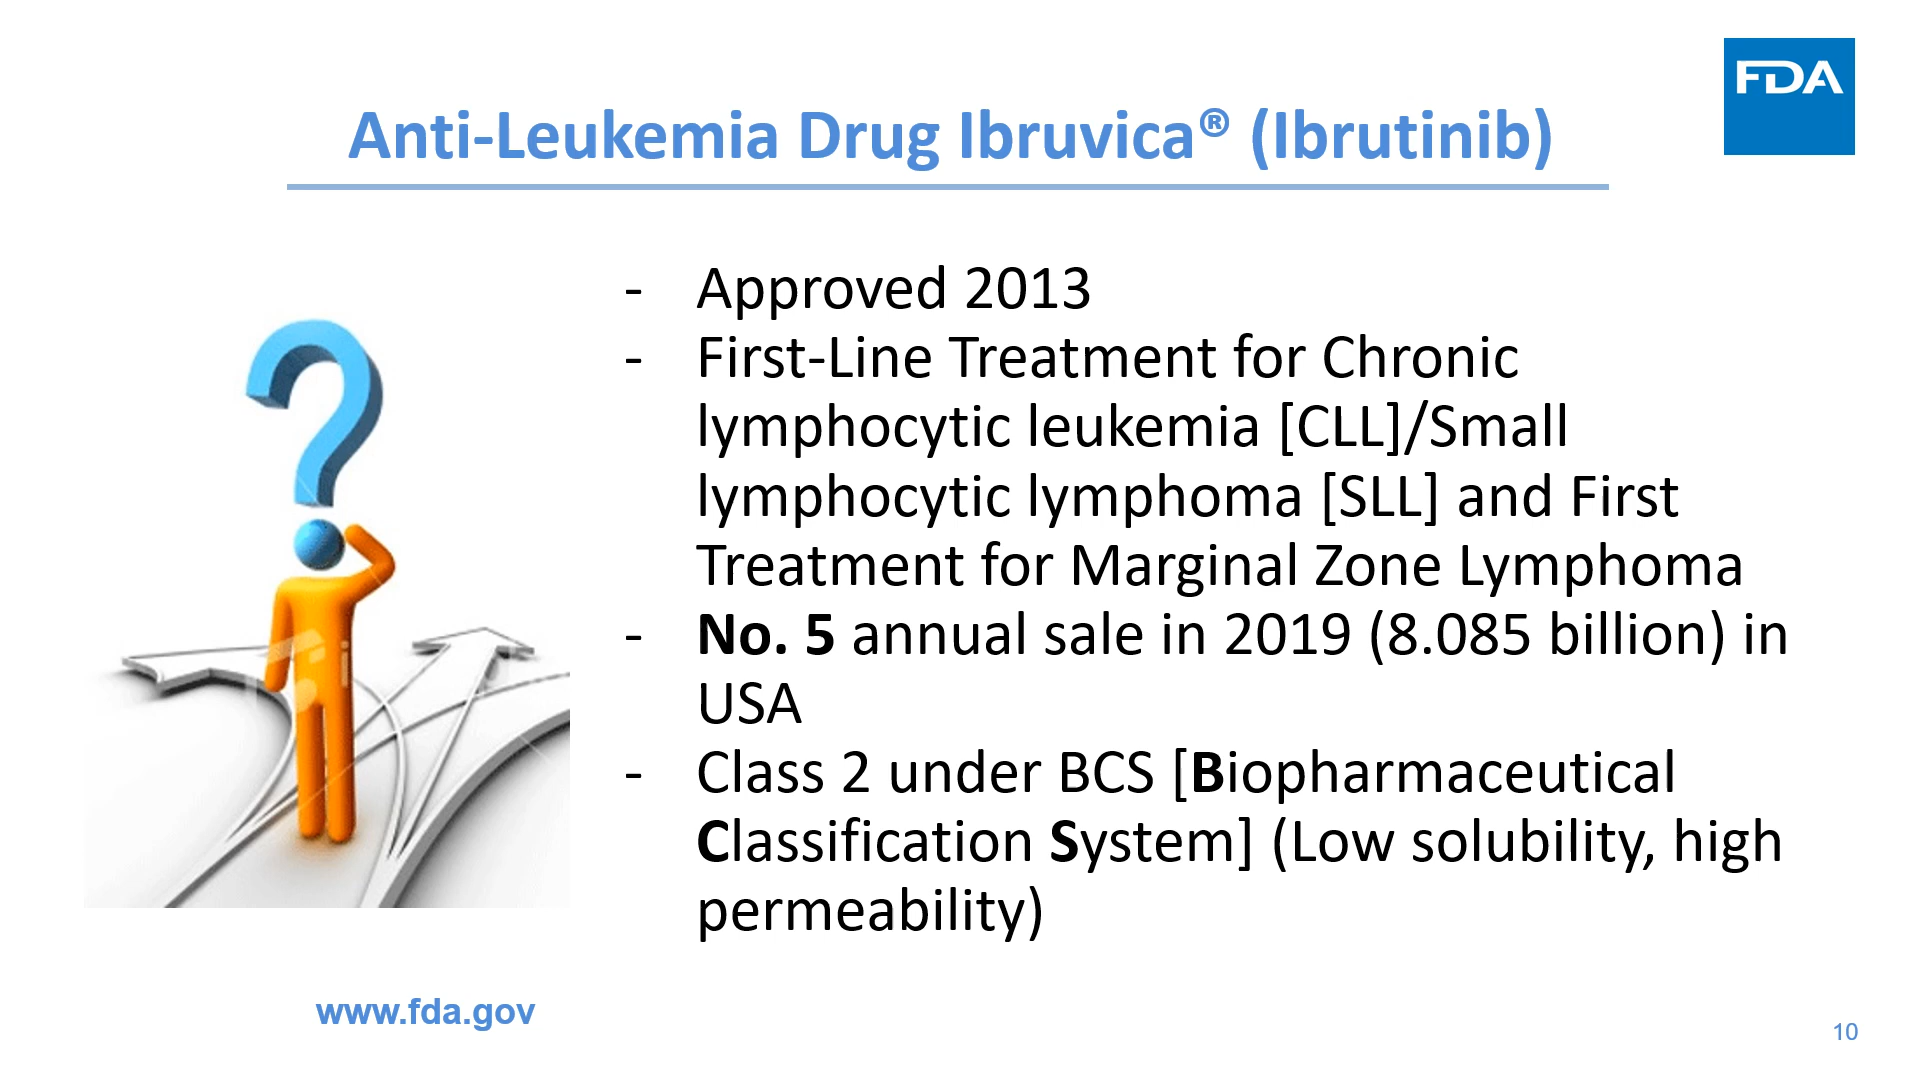 FDA
Anti-Leukemia Drug Ibruvica® (Ibrutinib)
- Approved 2013
- First-Line Treatment for Chronic
lymphocytic leukemia [CLL]/Small
lymphocytic lymphoma [SLL] and First
Treatment for Marginal Zone Lymphoma
- No. 5 annual sale in 2019 (8.085 billion) in
USA
- Class 2 under BCS [Biopharmaceutical
Classification System] (Low solubility, high
permeability)
www.fda.gov
10